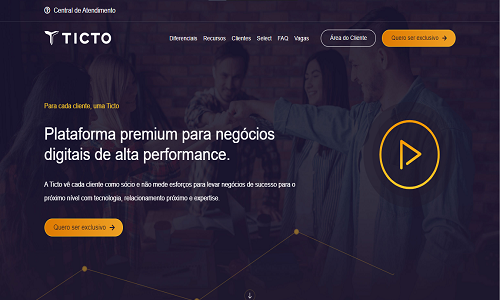 Central de Atendimento
TICTO
Diferenciais Recursos Clientes Select FAQ Vagas Área do Cliente Quero ser exclusivo
Para cada cliente, uma Ticto
Plataforma premium para negócios
digitais de alta performance.
A Ticto vê cada cliente como sócio e não mede esforços para levar negócios de sucesso para o
próximo nível com tecnologia, relacionamento próximo e expertise.
Quero ser exclusivo